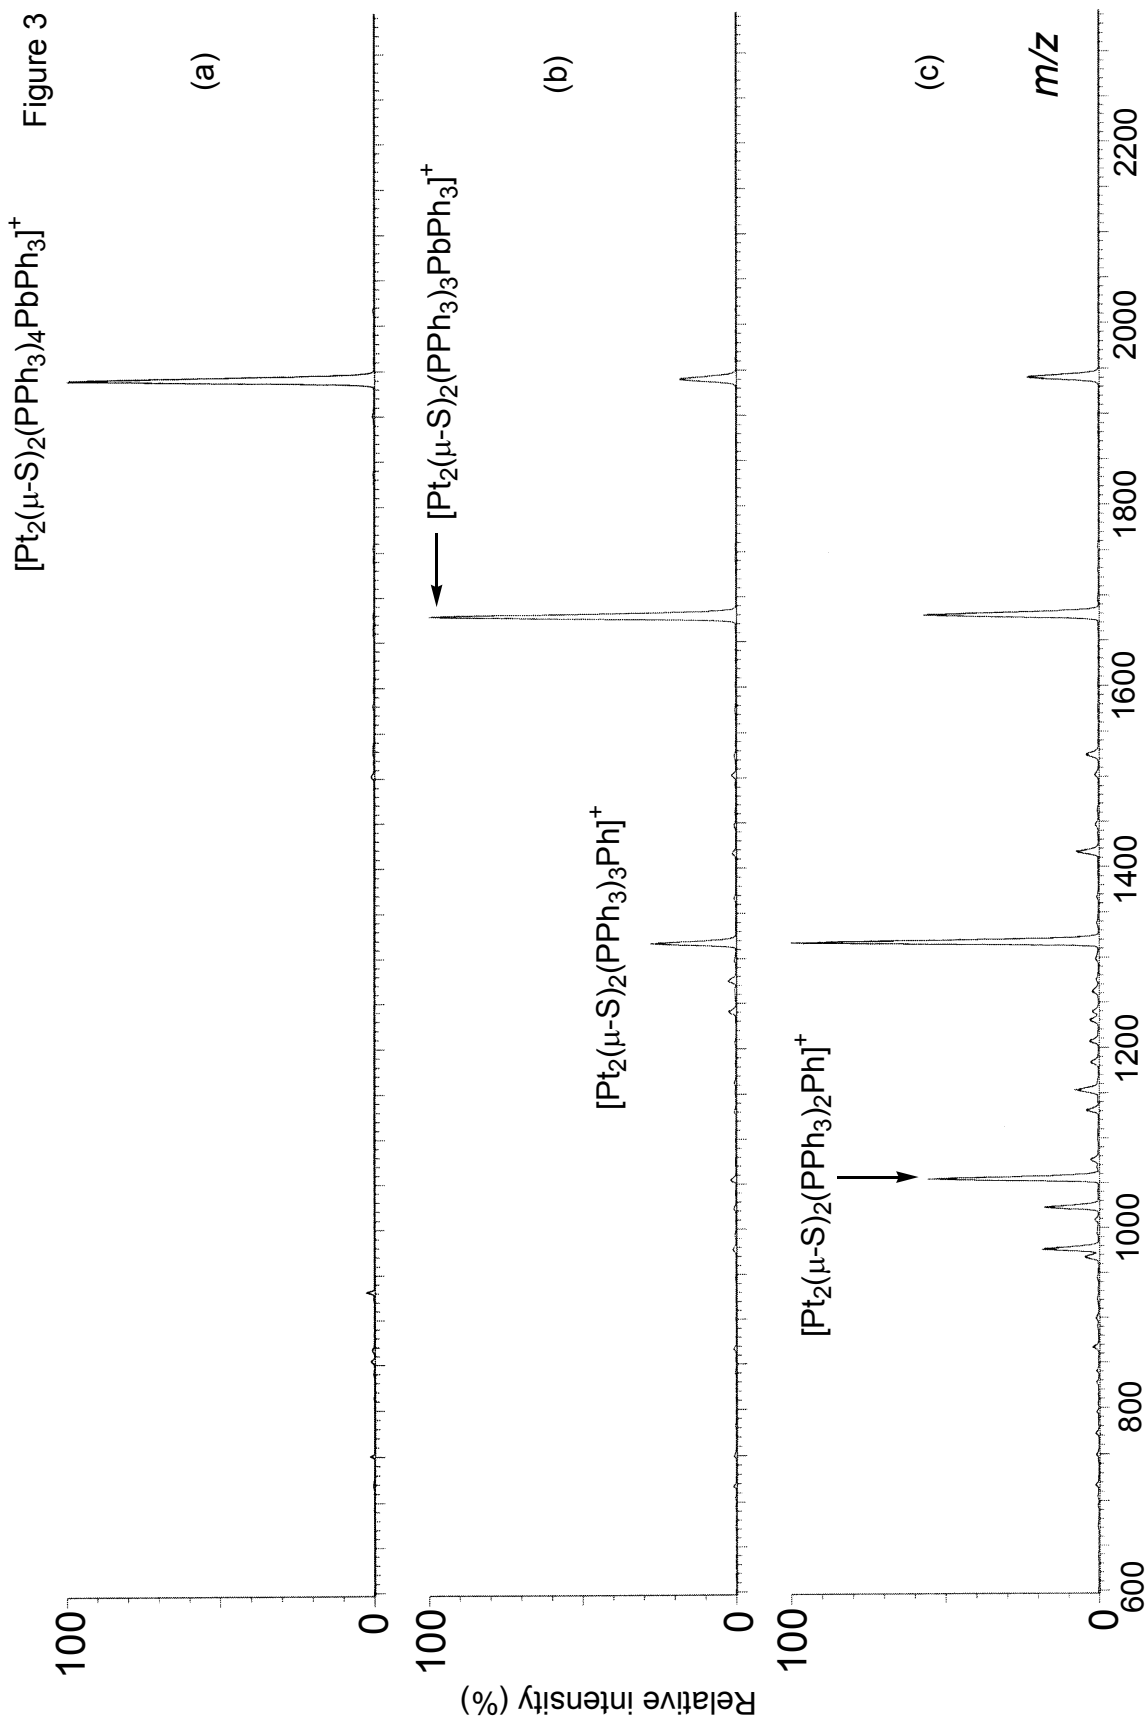 Figure 3
[Pt2(μ-S)2(PPh3)4PbPh3]+
(a)
100
0
[Pt2(μ-S)2(PPh3)3PbPh3]+
[Pt2(μ-S)2(PPh3)3Ph]+
(b)
100
0
[Pt2(μ-S)2(PPh3)2Ph]+
(c)
100
0
Relative intensity (%)
m/z
600 800 1000 1200 1400 1600 1800 2000 2200